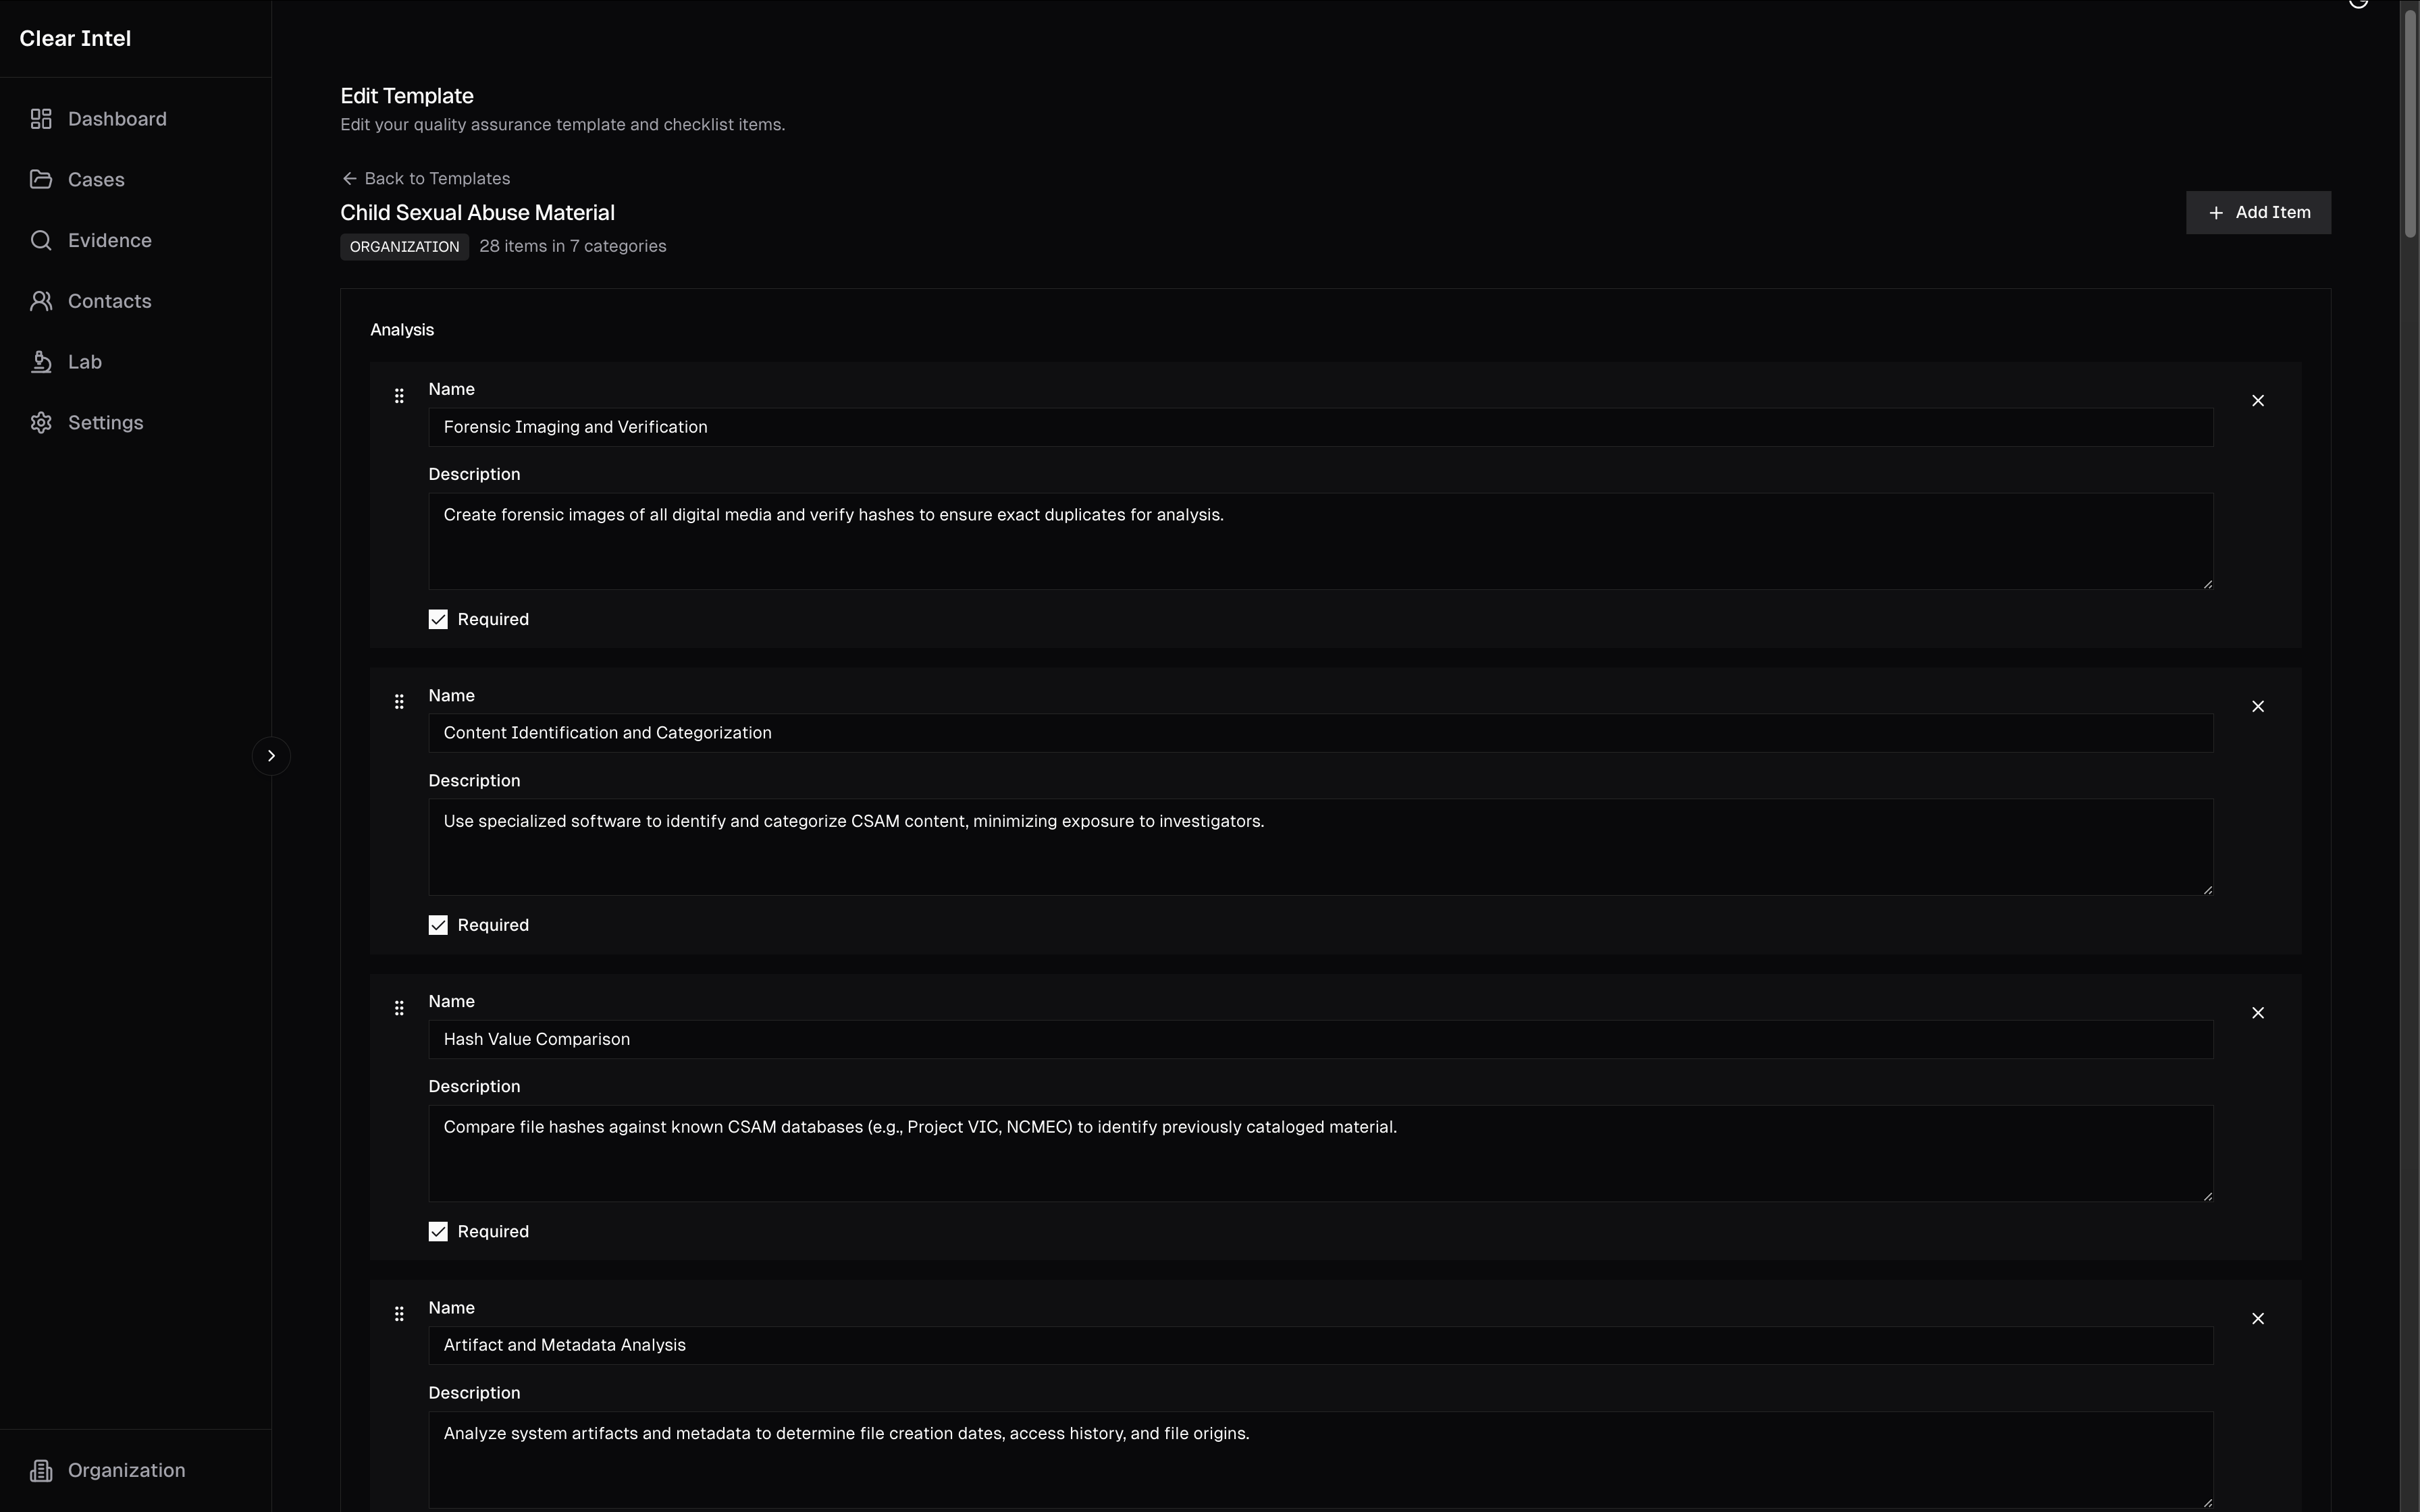 Clear Intel
Dashboard
Cases
Evidence
Contacts
Lab
Settings
Organization
Edit Template
Edit your quality assurance template and checklist items.
Back to Templates
Child Sexual Abuse Material
ORGANIZATION 28 items in 7 categories
Add Item
Analysis
Name
Forensic Imaging and Verification
Description
Create forensic images of all digital media and verify hashes to ensure exact duplicates for analysis.
Required
Name
Content Identification and Categorization
Description
Use specialized software to identify and categorize CSAM content, minimizing exposure to investigators.
Required
Name
Hash Value Comparison
Description
Compare file hashes against known CSAM databases (e.g., Project VIC, NCMEC) to identify previously cataloged material.
Required
Name
Artifact and Metadata Analysis
Description
Analyze system artifacts and metadata to determine file creation dates, access history, and file origins.